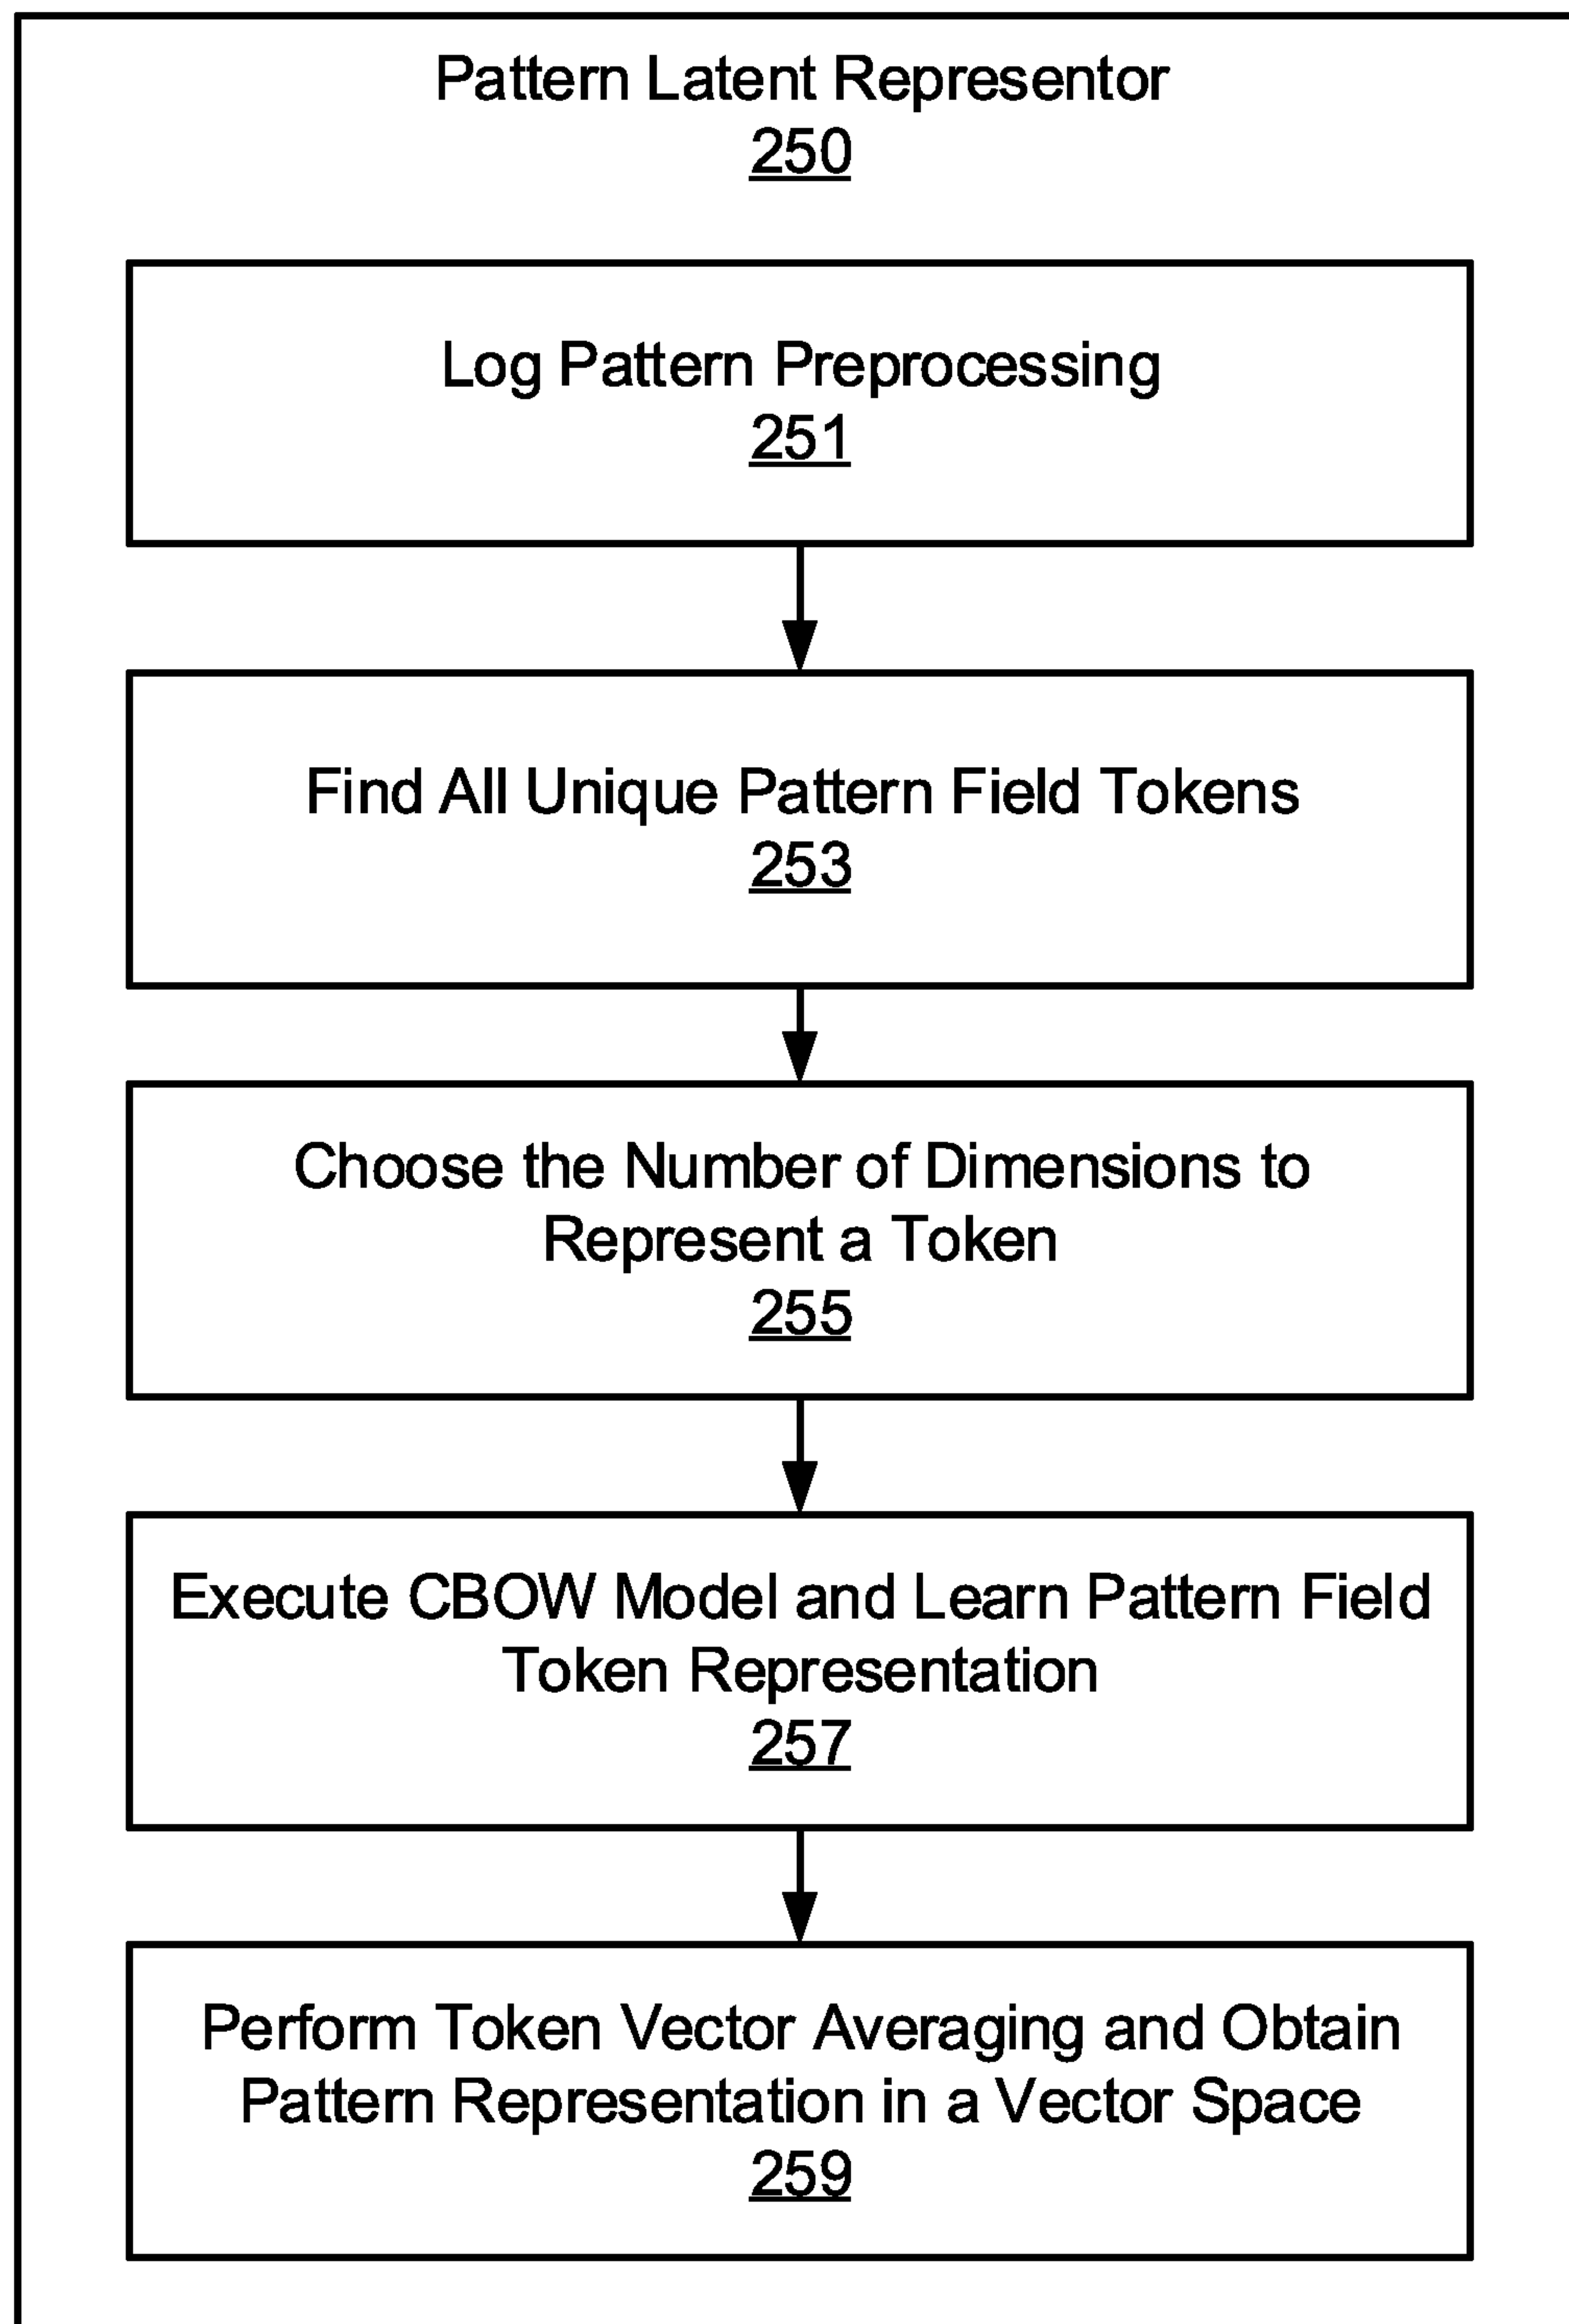 Pattern Latent Representor
250
Log Pattern Preprocessing
251
Find All Unique Pattern Field Tokens
253
Choose the Number of Dimensions to
Represent a Token
255
Execute CBOW Model and Learn Pattern Field
Token Representation
257
Perform Token Vector Averaging and Obtain
Pattern Representation in a Vector Space
259